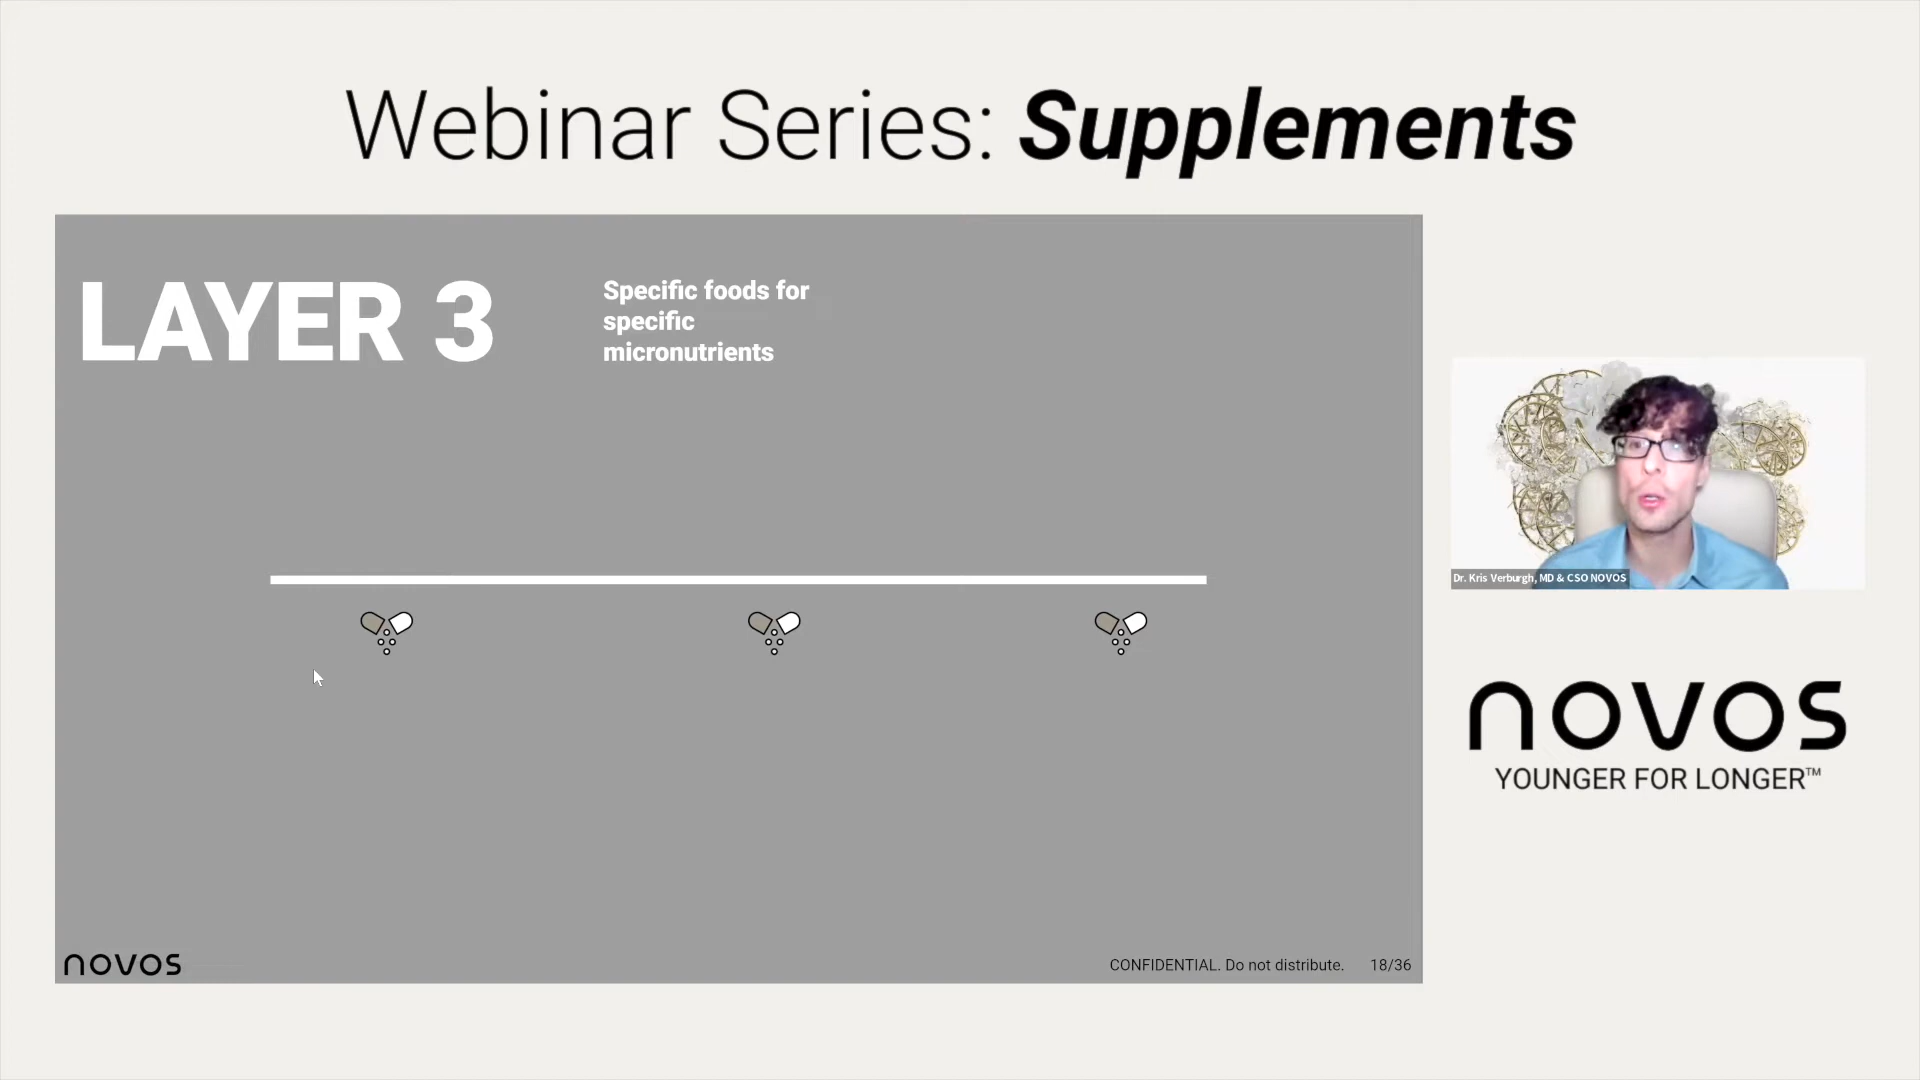 Webinar Series: Supplements
LAYER 3
Specific foods for
specific
micronutrients
Dr. Kris Verburgh, MD & CSO NOVOS
novos
YOUNGER FOR LONGER™
novos
CONFIDENTIAL. Do not distribute.
18/36